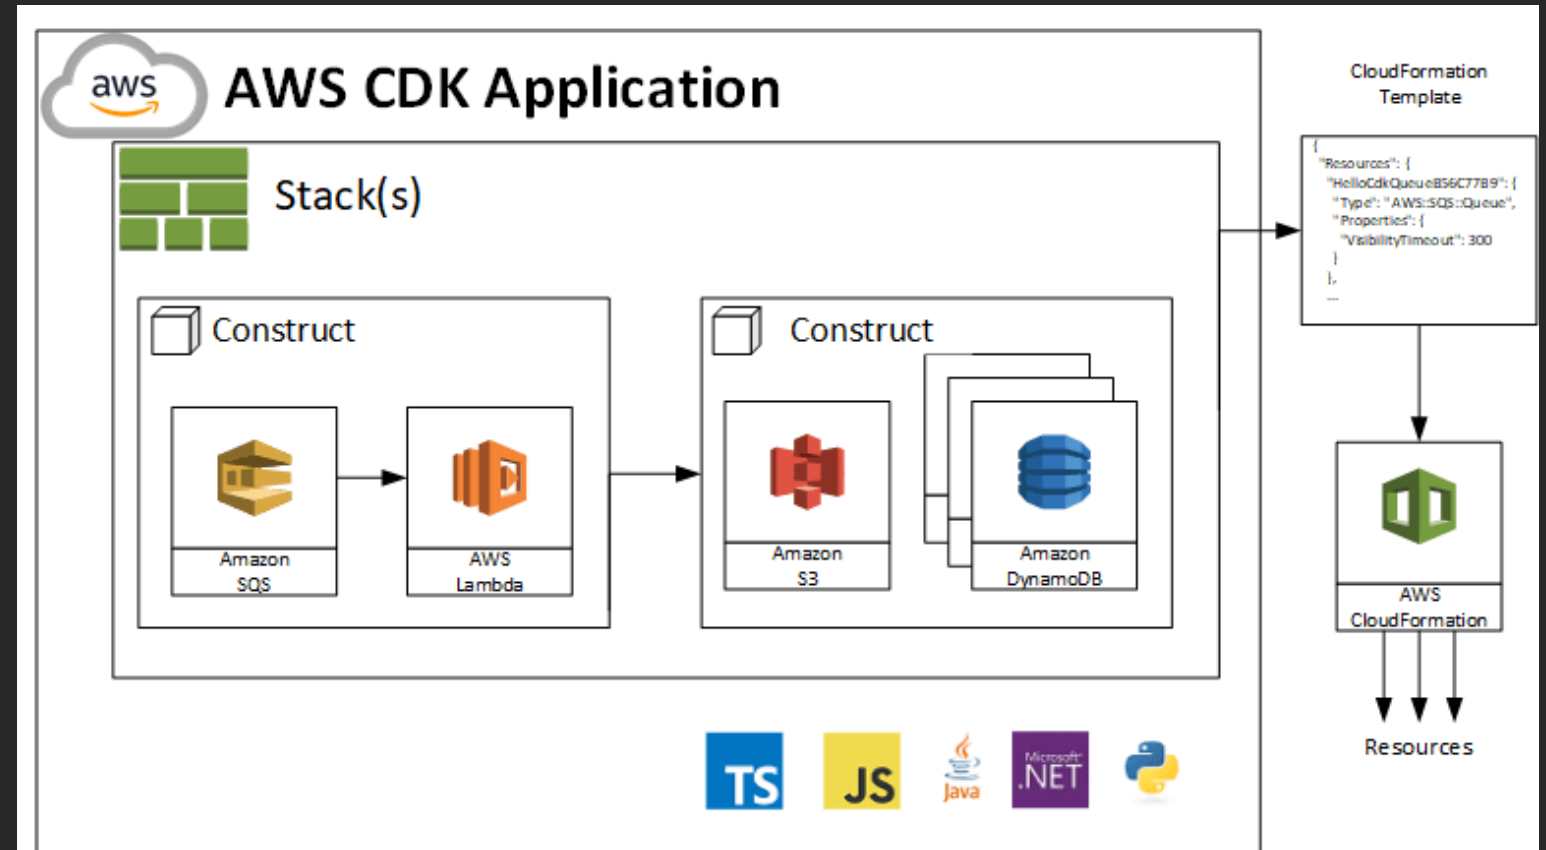 aws
AWS CDK Application
Stack(s)
Construct
Amazon
SQS
AWS
Lambda
Construct
Amazon
S3
Amazon
DynamoDB
TS
JS
Java
Microsoft
.NET
CloudFormation
Template
{
"Resources": {
"HelloCdkQueueB56C77B9": {
"Type": "AWS::SQS::Queue",
"Properties": {
"VisibilityTimeout": 300
}
},
...
AWS
CloudFormation
Resources